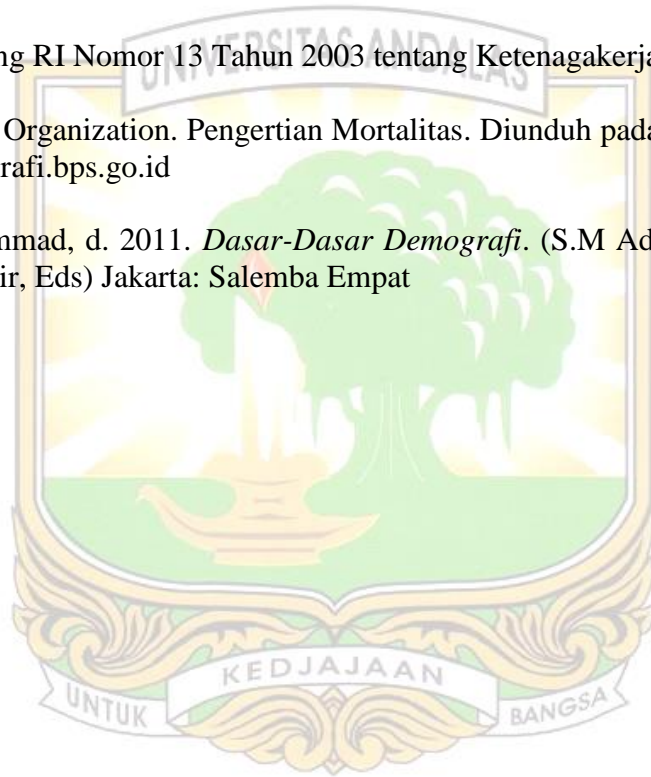 ng RI Nomor 13 Tahun 2003 tentang Ketenagakerja
UNIVERSITAS ANDALAS
Organization. Pengertian Mortalitas. Diunduh pada
rafi.bps.go.id
mmad, d. 2011. Dasar-Dasar Demografi. (S.M Ad
ir, Eds) Jakarta: Salemba Empat
UNTUK KEDJAJAAN BANGSA